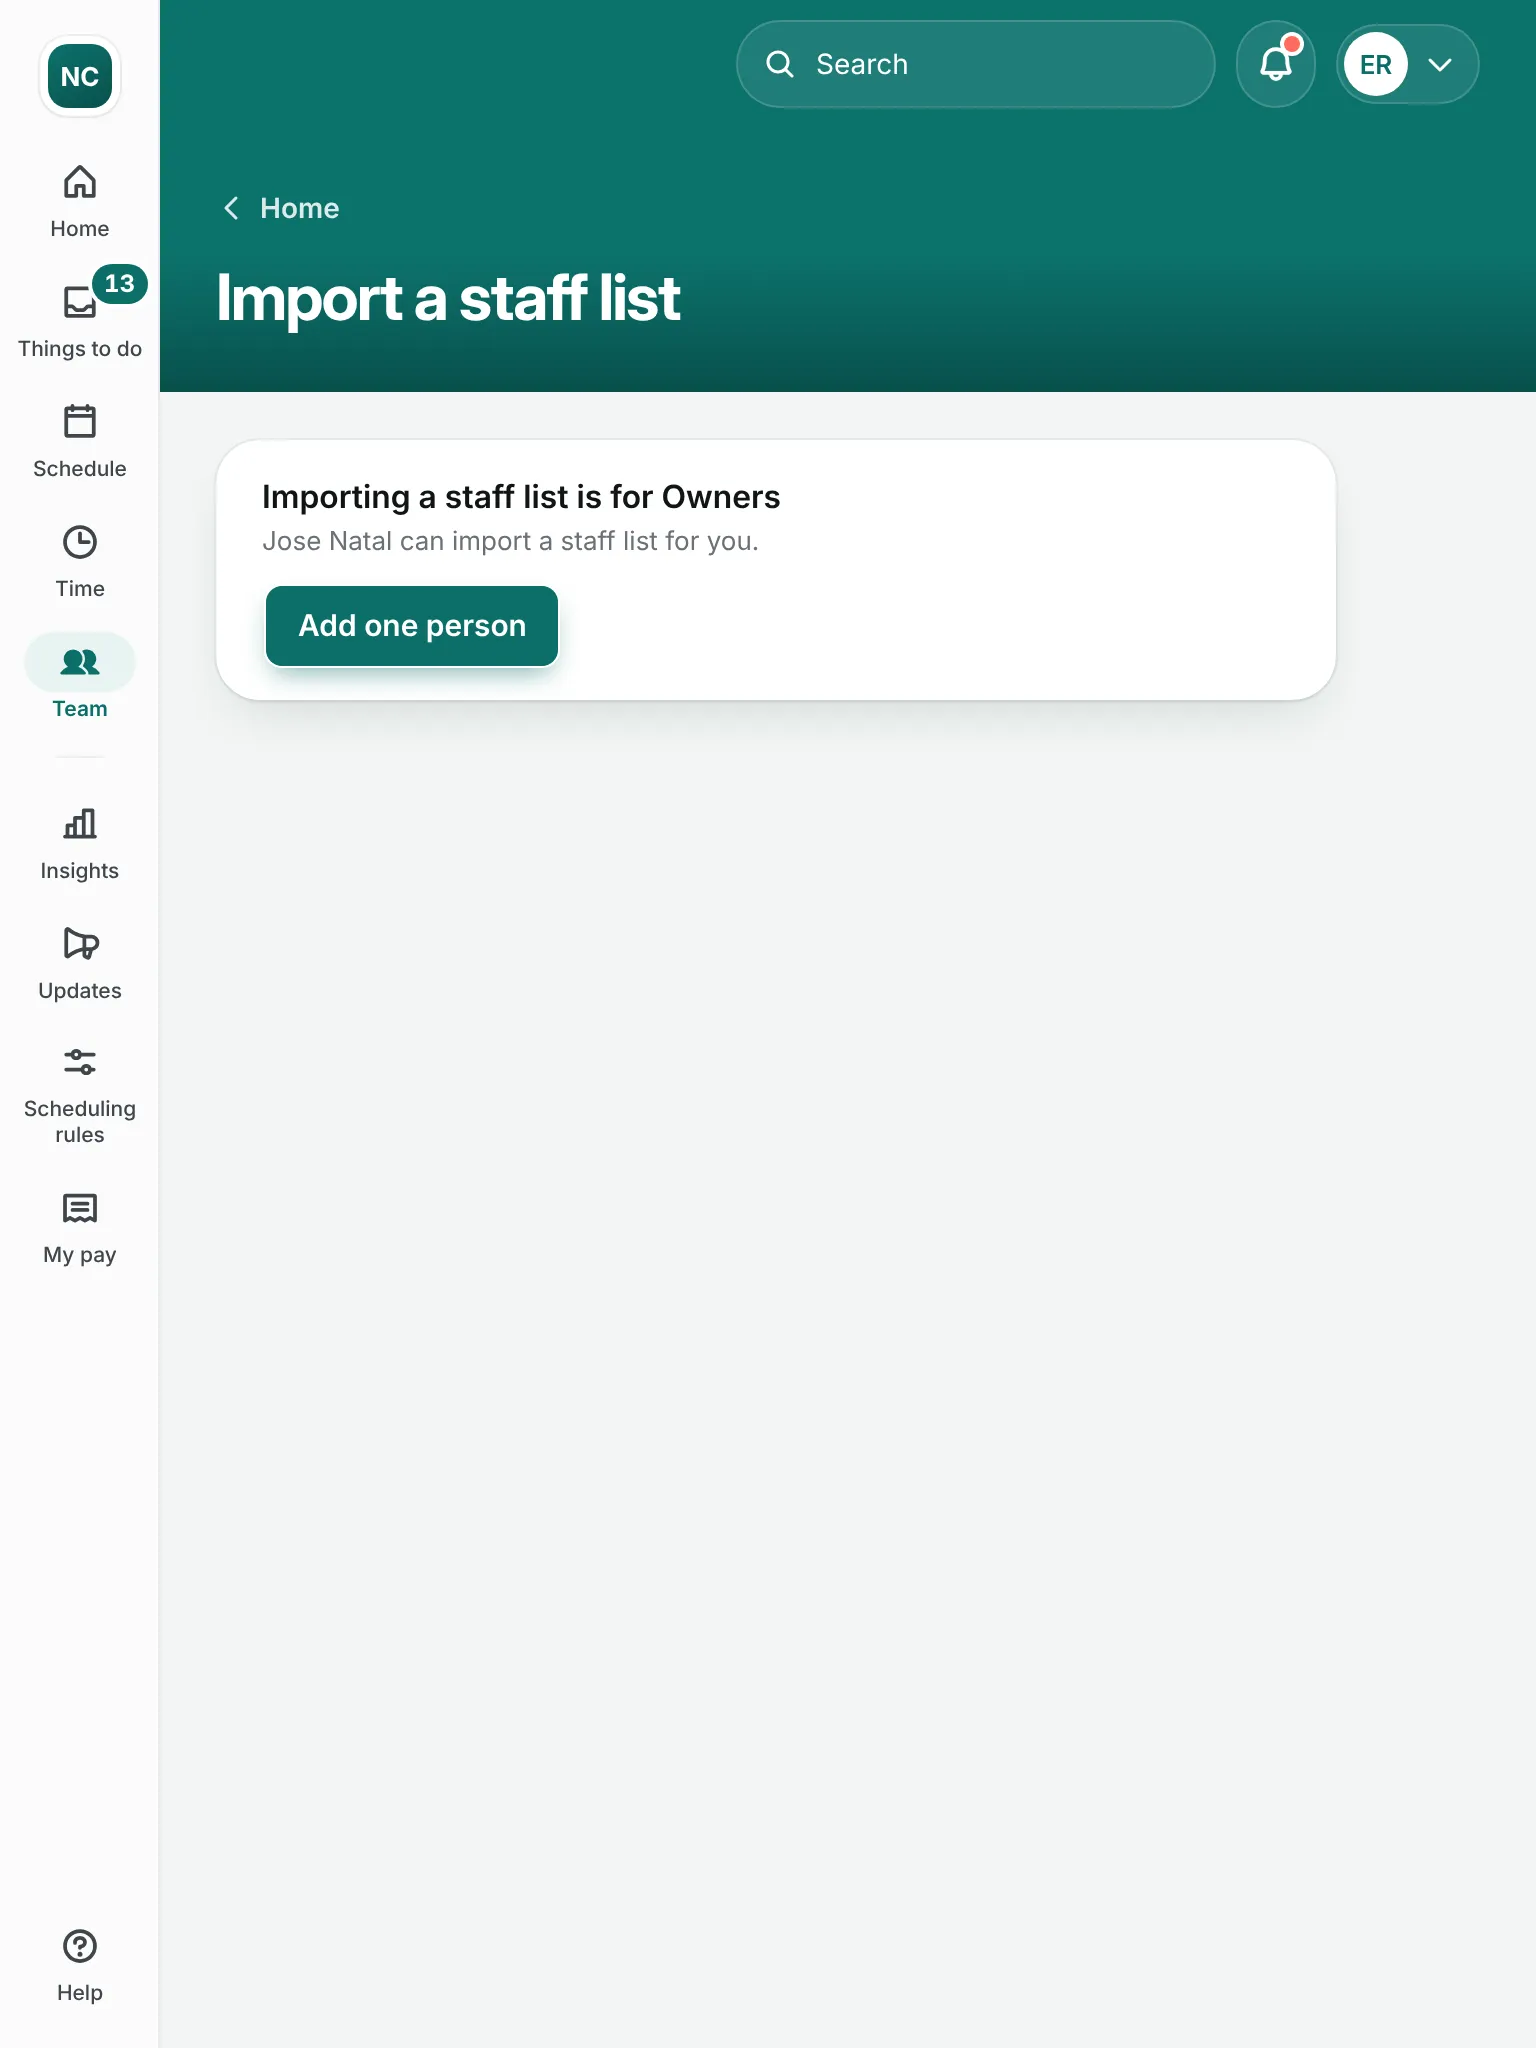 NC
Search
ER
Home
13
Things to do
Schedule
Time
Team
Insights
Updates
Scheduling
rules
My pay
Help
Home
Import a staff list
Importing a staff list is for Owners
Jose Natal can import a staff list for you.
Add one person